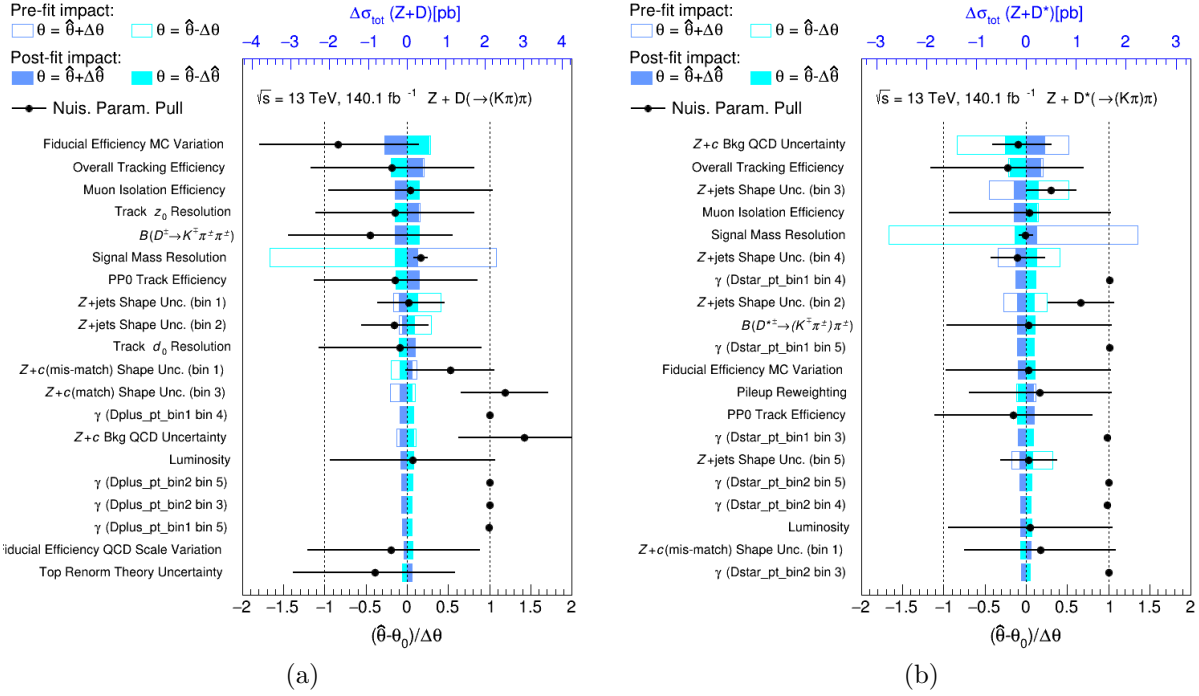 Pre-fit impact:
θ = θ̂+Δθ θ = θ̂-Δθ
Post-fit impact:
θ = θ̂+Δθ̂ θ = θ̂-Δθ̂
Nuis. Param. Pull
Δσtot (Z+D)[pb]
−4 −3 −2 −1 0 1 2 3 4
√s = 13 TeV, 140.1 fb⁻¹ Z + D(→(Kπ)π)
Fiducial Efficiency MC Variation
Overall Tracking Efficiency
Muon Isolation Efficiency
Track z₀ Resolution
B(D±→K∓π±π±)
Signal Mass Resolution
PP0 Track Efficiency
Z+jets Shape Unc. (bin 1)
Z+jets Shape Unc. (bin 2)
Track d₀ Resolution
Z+c(mis-match) Shape Unc. (bin 1)
Z+c(match) Shape Unc. (bin 3)
γ (Dplus_pt_bin1 bin 4)
Z+c Bkg QCD Uncertainty
Luminosity
γ (Dplus_pt_bin2 bin 5)
γ (Dplus_pt_bin2 bin 3)
γ (Dplus_pt_bin1 bin 5)
Fiducial Efficiency QCD Scale Variation
Top Renorm Theory Uncertainty
−2 −1.5 −1 −0.5 0 0.5 1 1.5 2
(θ̂-θ₀)/Δθ
(a)
Pre-fit impact:
θ = θ̂+Δθ θ = θ̂-Δθ
Post-fit impact:
θ = θ̂+Δθ̂ θ = θ̂-Δθ̂
Nuis. Param. Pull
Δσtot (Z+D*)[pb]
−3 −2 −1 0 1 2 3
√s = 13 TeV, 140.1 fb⁻¹ Z + D*(→(Kπ)π)
Z+c Bkg QCD Uncertainty
Overall Tracking Efficiency
Z+jets Shape Unc. (bin 3)
Muon Isolation Efficiency
Signal Mass Resolution
Z+jets Shape Unc. (bin 4)
γ (Dstar_pt_bin1 bin 4)
Z+jets Shape Unc. (bin 2)
B(D*±→(K∓π±)π±)
γ (Dstar_pt_bin1 bin 5)
Fiducial Efficiency MC Variation
Pileup Reweighting
PP0 Track Efficiency
γ (Dstar_pt_bin1 bin 3)
Z+jets Shape Unc. (bin 5)
γ (Dstar_pt_bin2 bin 5)
γ (Dstar_pt_bin2 bin 4)
Luminosity
Z+c(mis-match) Shape Unc. (bin 1)
γ (Dstar_pt_bin2 bin 3)
−2 −1.5 −1 −0.5 0 0.5 1 1.5 2
(θ̂-θ₀)/Δθ
(b)